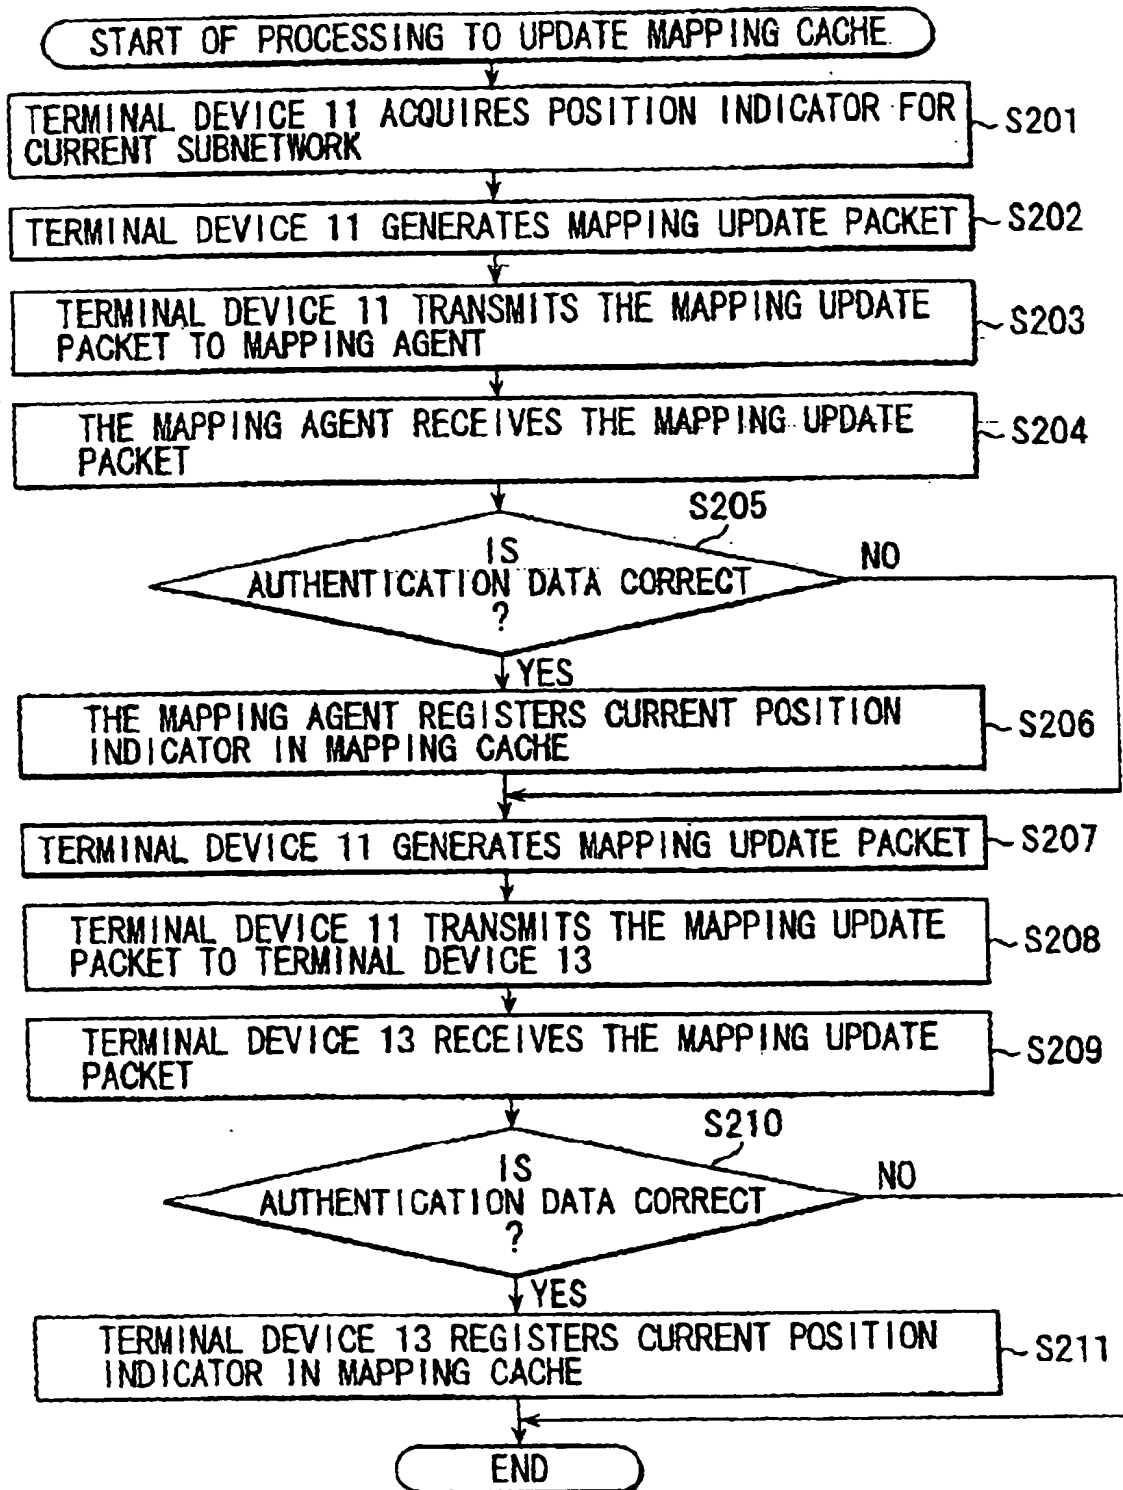 START OF PROCESSING TO UPDATE MAPPING CACHE
TERMINAL DEVICE 11 ACQUIRES POSITION INDICATOR FOR
CURRENT SUBNETWORK
S201
TERMINAL DEVICE 11 GENERATES MAPPING UPDATE PACKET
S202
TERMINAL DEVICE 11 TRANSMITS THE MAPPING UPDATE
PACKET TO MAPPING AGENT
S203
THE MAPPING AGENT RECEIVES THE MAPPING UPDATE
PACKET
S204
S205
IS
AUTHENTICATION DATA CORRECT
?
NO
YES
THE MAPPING AGENT REGISTERS CURRENT POSITION
INDICATOR IN MAPPING CACHE
S206
TERMINAL DEVICE 11 GENERATES MAPPING UPDATE PACKET
S207
TERMINAL DEVICE 11 TRANSMITS THE MAPPING UPDATE
PACKET TO TERMINAL DEVICE 13
S208
TERMINAL DEVICE 13 RECEIVES THE MAPPING UPDATE
PACKET
S209
S210
IS
AUTHENTICATION DATA CORRECT
?
NO
YES
TERMINAL DEVICE 13 REGISTERS CURRENT POSITION
INDICATOR IN MAPPING CACHE
S211
END